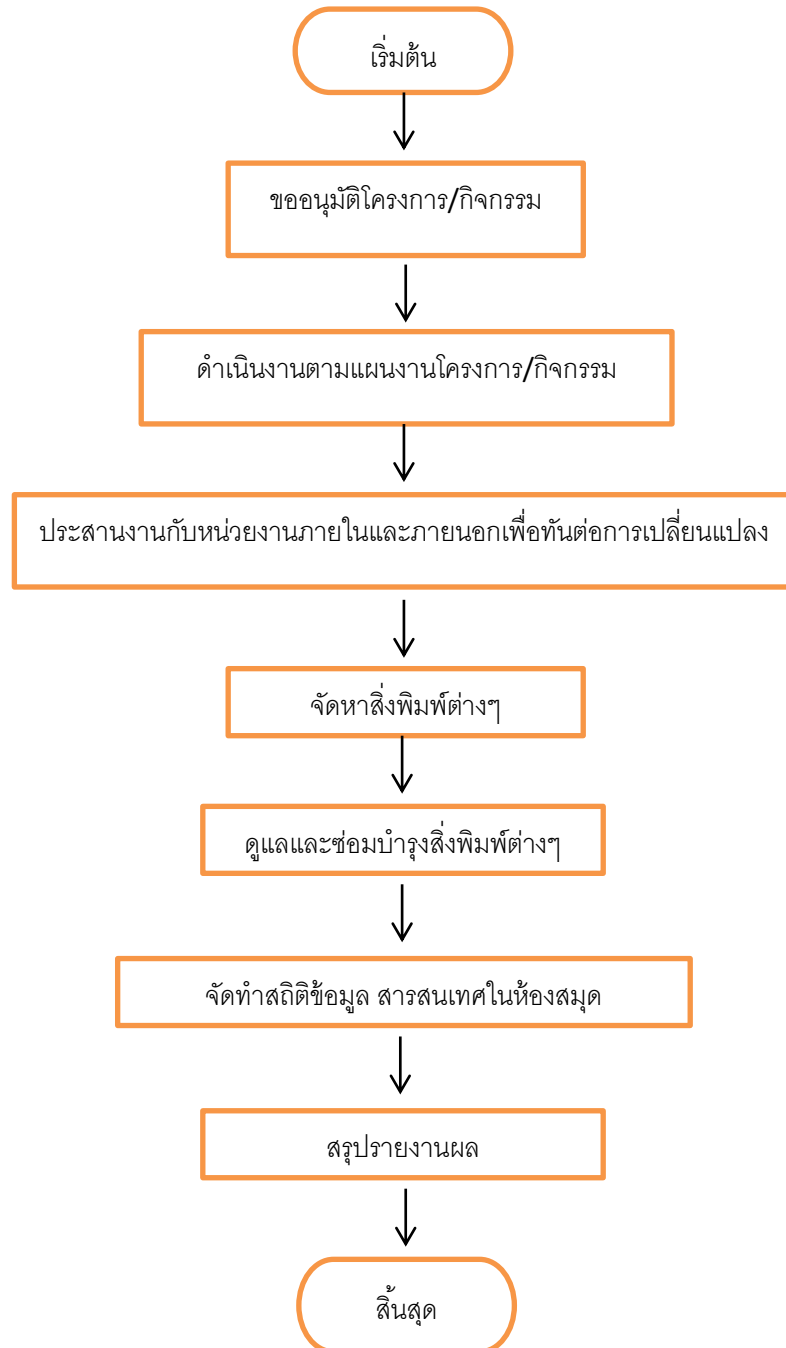 เริ่มต้น
ขออนุมัติโครงการ/กิจกรรม
ดำเนินงานตามแผนงานโครงการ/กิจกรรม
ประสานงานกับหน่วยงานภายในและภายนอกเพื่อทันต่อการเปลี่ยนแปลง
จัดหาสิ่งพิมพ์ต่างๆ
ดูแลและซ่อมบำรุงสิ่งพิมพ์ต่างๆ
จัดทำสถิติข้อมูล สารสนเทศในห้องสมุด
สรุปรายงานผล
สิ้นสุด